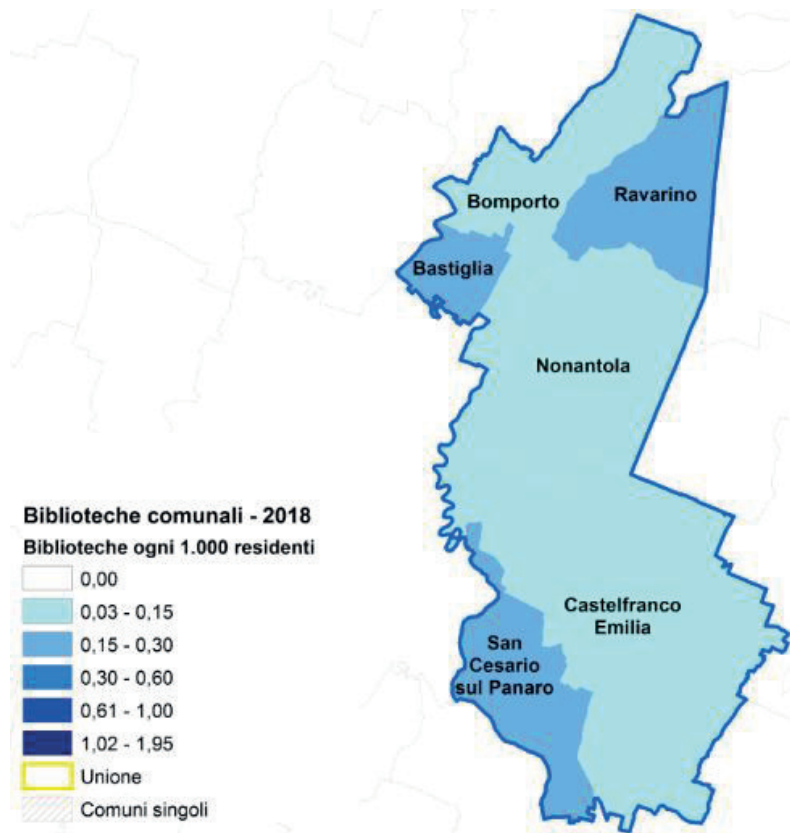 Bomporto
Ravarino
Bastiglia
Nonantola
Castelfranco
Emilia
San
Cesario
sul Panaro
Biblioteche comunali - 2018
Biblioteche ogni 1.000 residenti
0,00
0,03 - 0,15
0,15 - 0,30
0,30 - 0,60
0,61 - 1,00
1,02 - 1,95
Unione
Comuni singoli